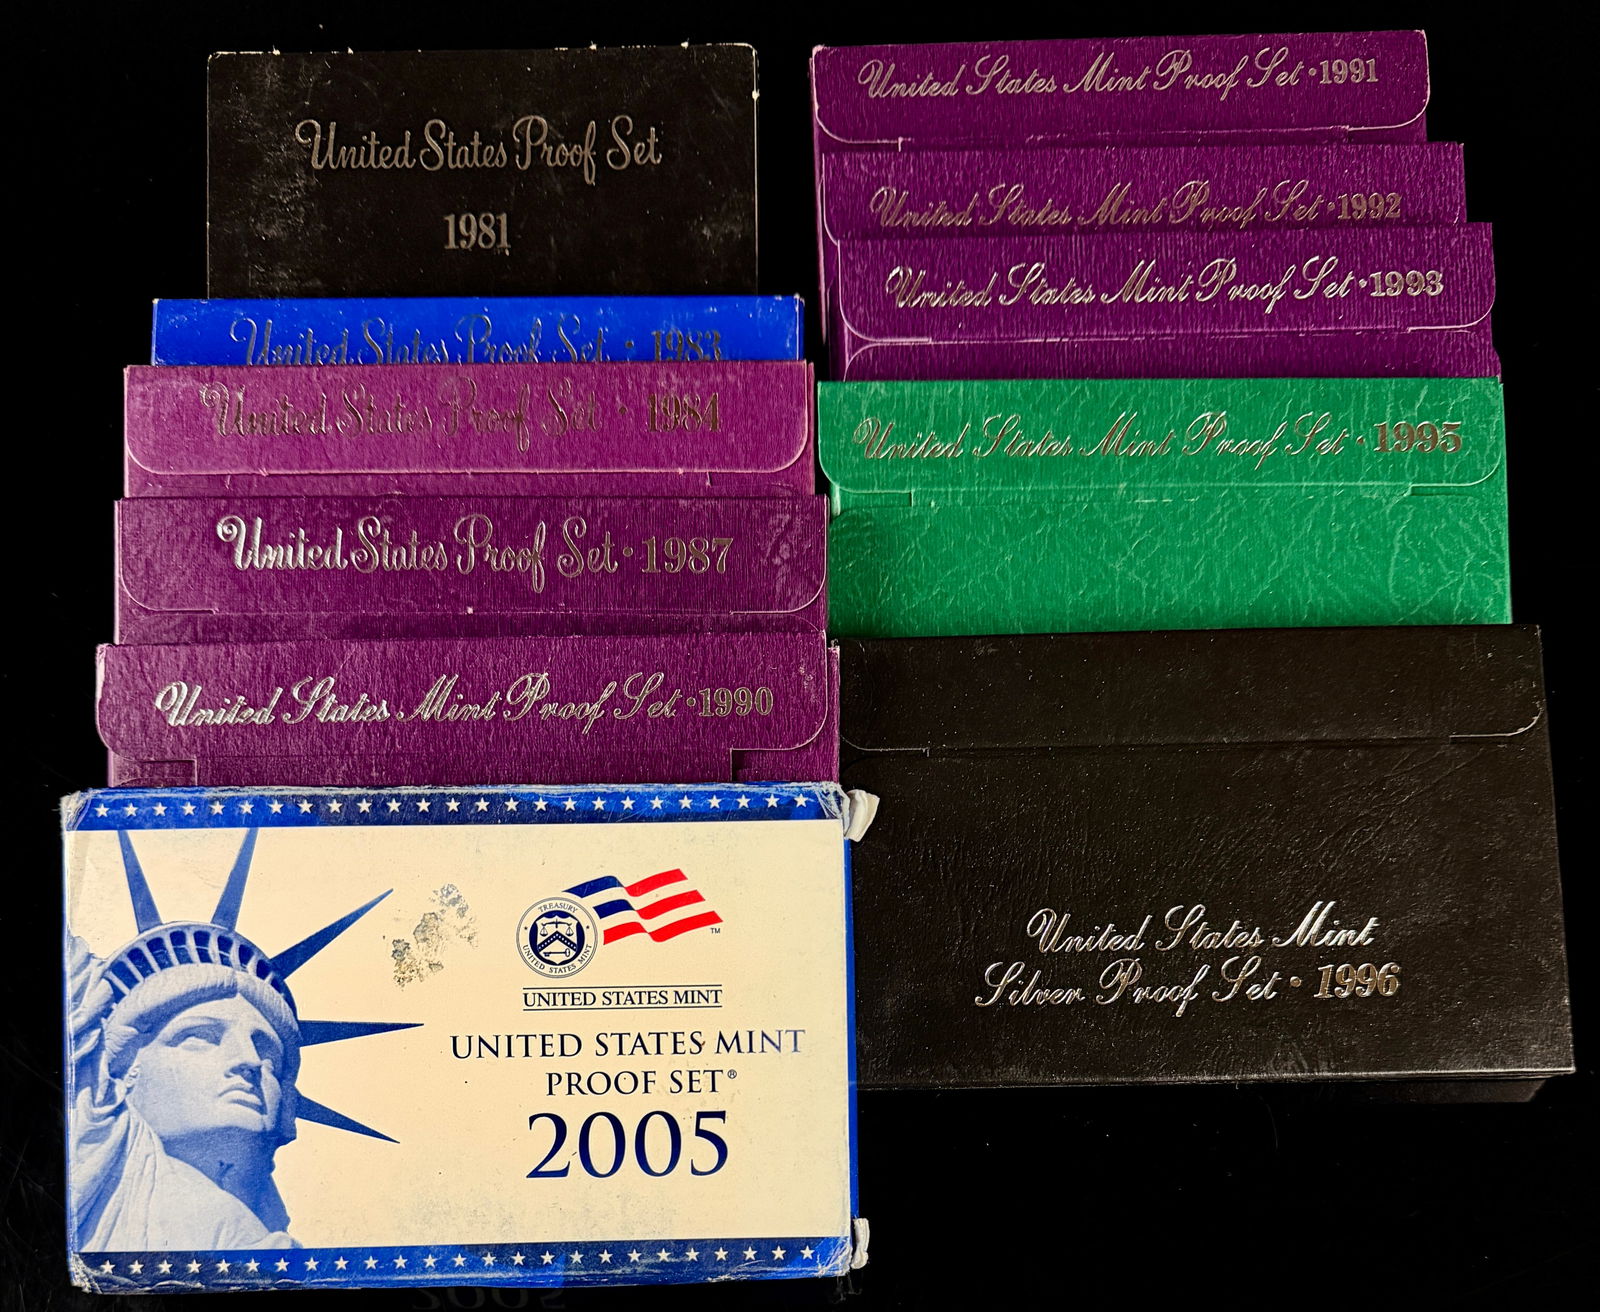 United States Proof Set
1981
United States Proof Set · 1983
United States Proof Set · 1984
United States Proof Set · 1987
United States Mint Proof Set · 1990
TREASURY
UNITED STATES MINT
TM
UNITED STATES MINT
UNITED STATES MINT
PROOF SET®
2005
United States Mint Proof Set · 1991
United States Mint Proof Set · 1992
United States Mint Proof Set · 1993
United States Mint Proof Set · 1995
United States Mint
Silver Proof Set · 1996